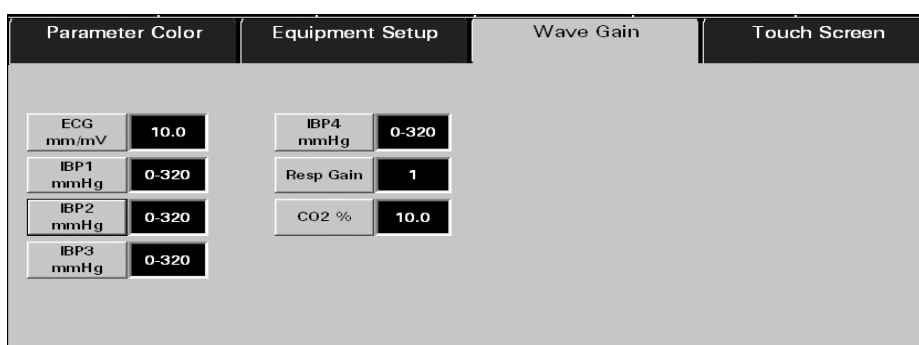 Parameter Color
Equipment Setup
Wave Gain
Touch Screen
ECG
mm/mV
10.0
IBP1
mmHg
0-320
IBP2
mmHg
0-320
IBP3
mmHg
0-320
IBP4
mmHg
0-320
Resp Gain
1
CO2 %
10.0